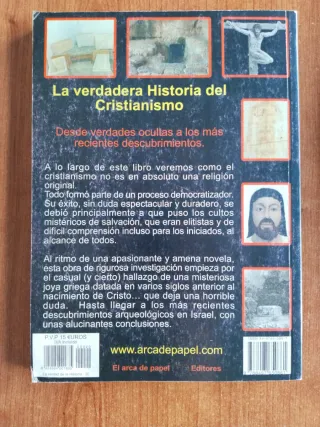 La verdadera Historia del
Cristianismo
Desde verdades ocultas a los más
recientes descubrimientos.
A lo largo de este libro veremos como el
cristianismo no es en absoluto una religión
original.
Todo formó parte de un proceso democratizador.
Su éxito, sin duda espectacular y duradero, se
debió principalmente a que puso los cultos
mistéricos de salvación, que eran elitistas y de
difícil comprensión incluso para los iniciados, al
alcance de todos.
Al ritmo de una apasionante y amena novela,
esta obra de rigurosa investigación empieza por
el casual (y cierto) hallazgo de una misteriosa
joya griega datada en varios siglos anterior
al nacimiento de Cristo... que deja una horrible
duda. Hasta llegar a los más recientes
descubrimientos arqueológicos en Israel, con
unas alucinantes conclusiones.
P.V.P. 15 EUROS
www.arcadepapel.com
El arca de papel Editores